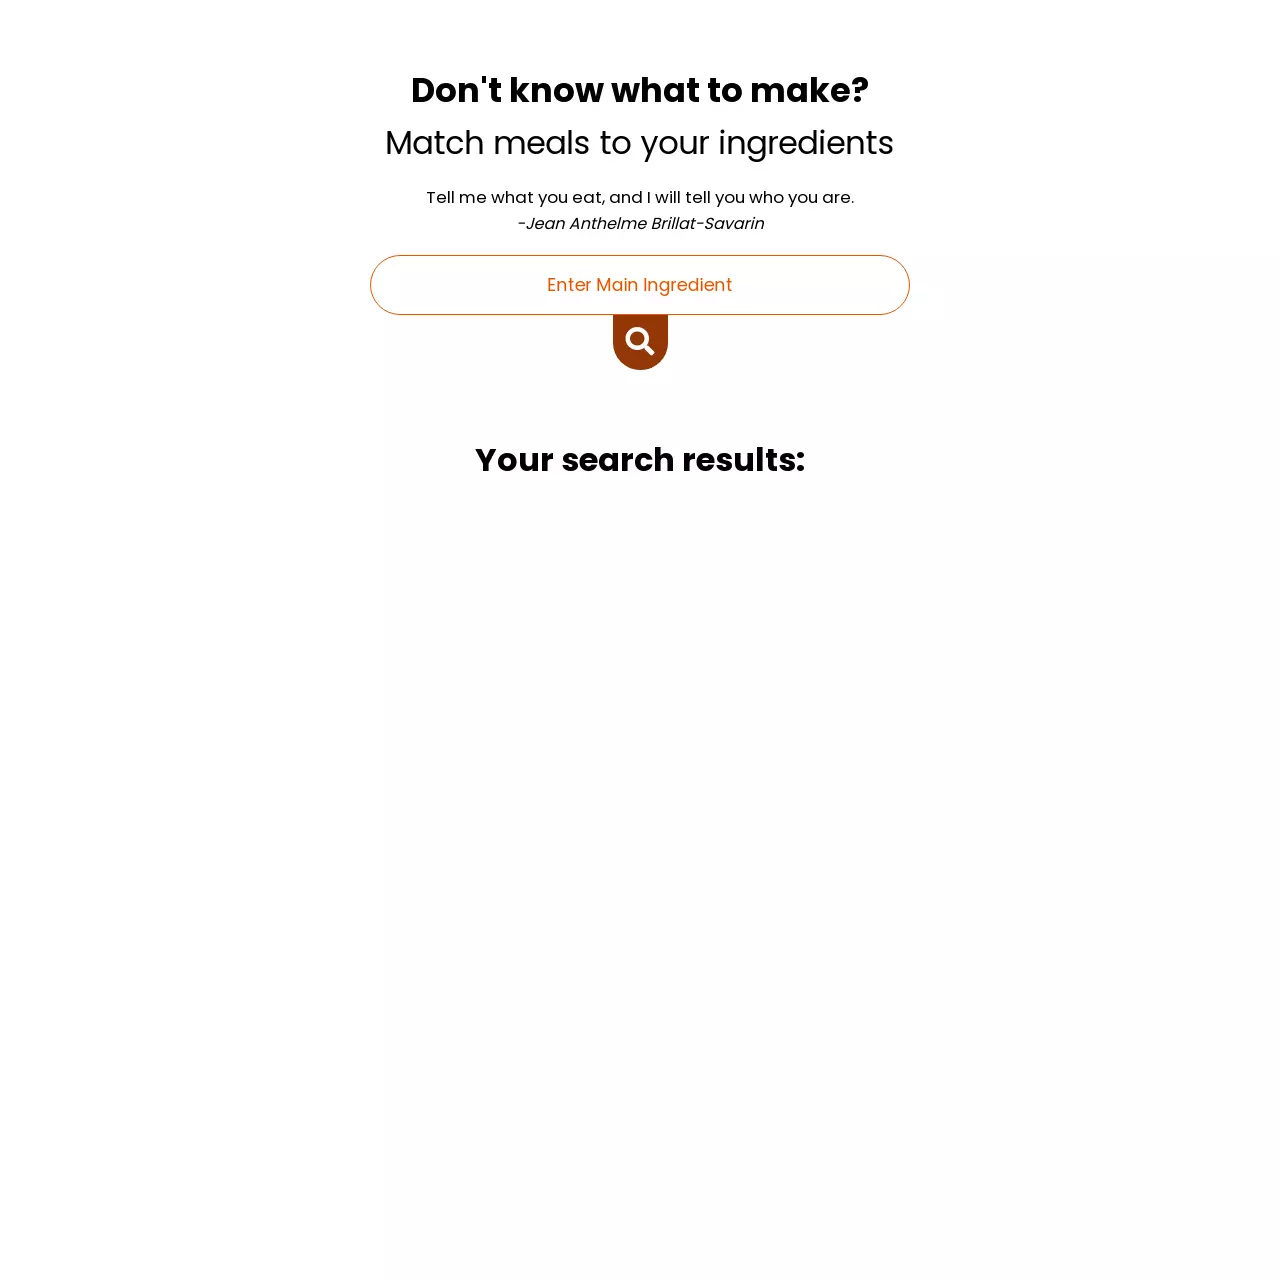 Don't know what to make?
Match meals to your ingredients
Tell me what you eat, and I will tell you who you are.
-Jean Anthelme Brillat-Savarin
Enter Main Ingredient
Your search results: